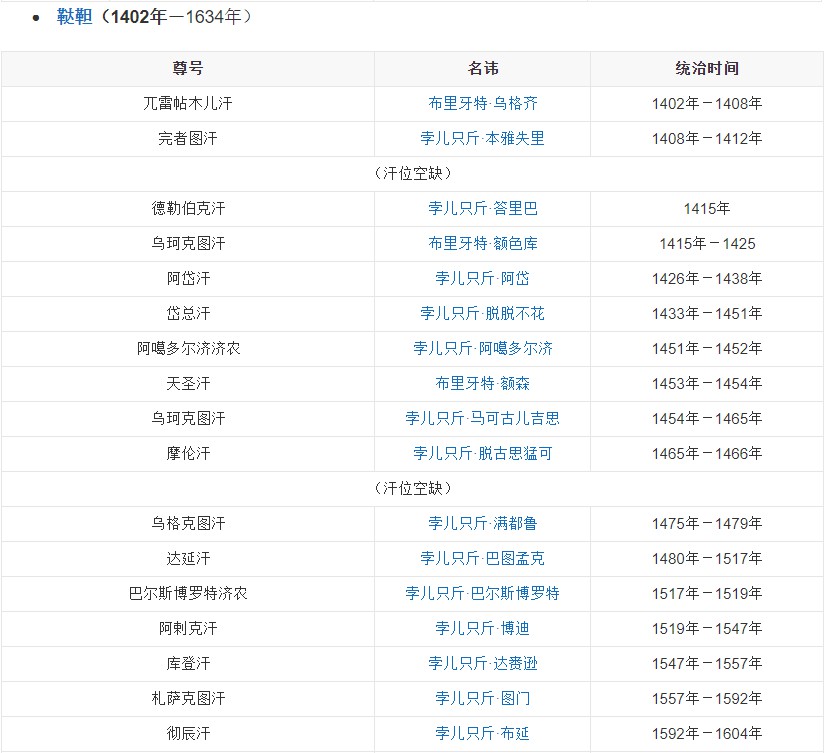 鞑靼（1402年－1634年）
尊号 名讳 统治时间
兀雷帖木儿汗 布里牙特·乌格齐 1402年－1408年
完者图汗 孛儿只斤·本雅失里 1408年－1412年
（汗位空缺）
德勒伯克汗 孛儿只斤·答里巴 1415年
乌珂克图汗 布里牙特·额色库 1415年－1425
阿岱汗 孛儿只斤·阿岱 1426年－1438年
岱总汗 孛儿只斤·脱脱不花 1433年－1451年
阿噶多尔济济农 孛儿只斤·阿噶多尔济 1451年－1452年
天圣汗 布里牙特·额森 1453年－1454年
乌珂克图汗 孛儿只斤·马可古儿吉思 1454年－1465年
摩伦汗 孛儿只斤·脱古思猛可 1465年－1466年
（汗位空缺）
乌格克图汗 孛儿只斤·满都鲁 1475年－1479年
达延汗 孛儿只斤·巴图孟克 1480年－1517年
巴尔斯博罗特济农 孛儿只斤·巴尔斯博罗特 1517年－1519年
阿剌克汗 孛儿只斤·博迪 1519年－1547年
库登汗 孛儿只斤·达赉逊 1547年－1557年
札萨克图汗 孛儿只斤·图门 1557年－1592年
彻辰汗 孛儿只斤·布延 1592年－1604年